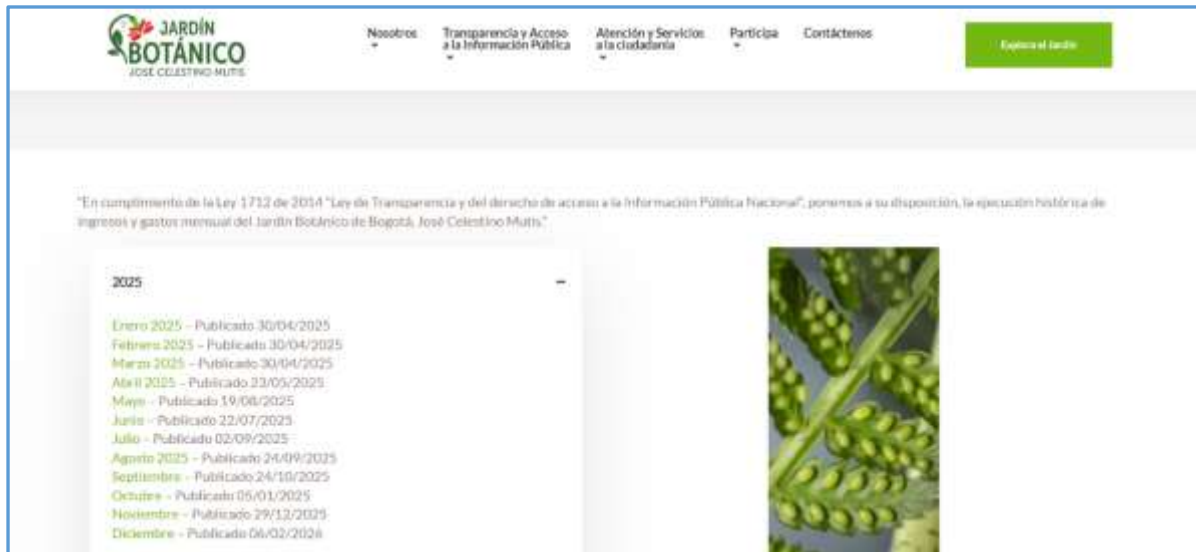 JARDÍN
BOTÁNICO
JOSÉ CELESTINO MUTIS
Nosotros
Transparencia y Acceso
a la Información Pública
Atención y Servicios
a la ciudadanía
Participa
Contáctenos
Explora el Jardín
"En cumplimiento de la Ley 1712 de 2014 "Ley de Transparencia y del derecho de acceso a la Información Pública Nacional", ponemos a su disposición, la ejecución histórica de
ingresos y gastos mensual del Jardín Botánico de Bogotá, José Celestino Mutis."
2025
Enero 2025 – Publicado 30/04/2025
Febrero 2025 – Publicado 30/04/2025
Marzo 2025 – Publicado 30/04/2025
Abril 2025 – Publicado 23/05/2025
Mayo – Publicado 19/08/2025
Junio – Publicado 22/07/2025
Julio – Publicado 02/09/2025
Agosto 2025 – Publicado 24/09/2025
Septiembre – Publicado 24/10/2025
Octubre – Publicado 05/01/2025
Noviembre – Publicado 29/12/2025
Diciembre – Publicado 06/02/2026